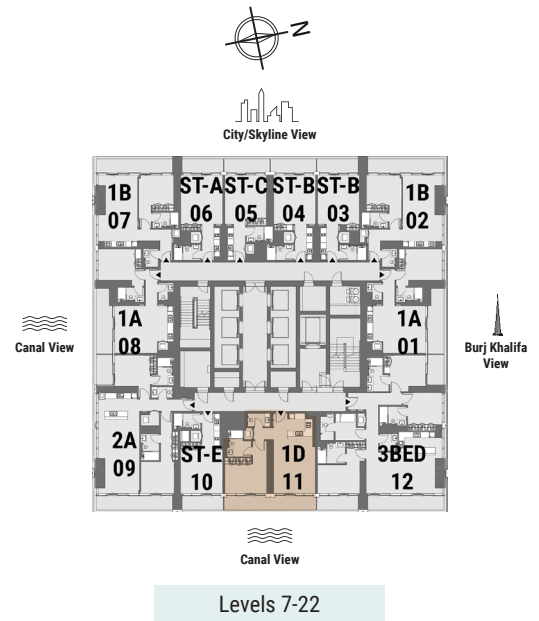 N
City/Skyline View
1B
07
ST-A
06
ST-C
05
ST-B
04
ST-B
03
1B
02
Canal View
1A
08
1A
01
Burj Khalifa
View
2A
09
ST-E
10
1D
11
3BED
12
Canal View
Levels 7-22